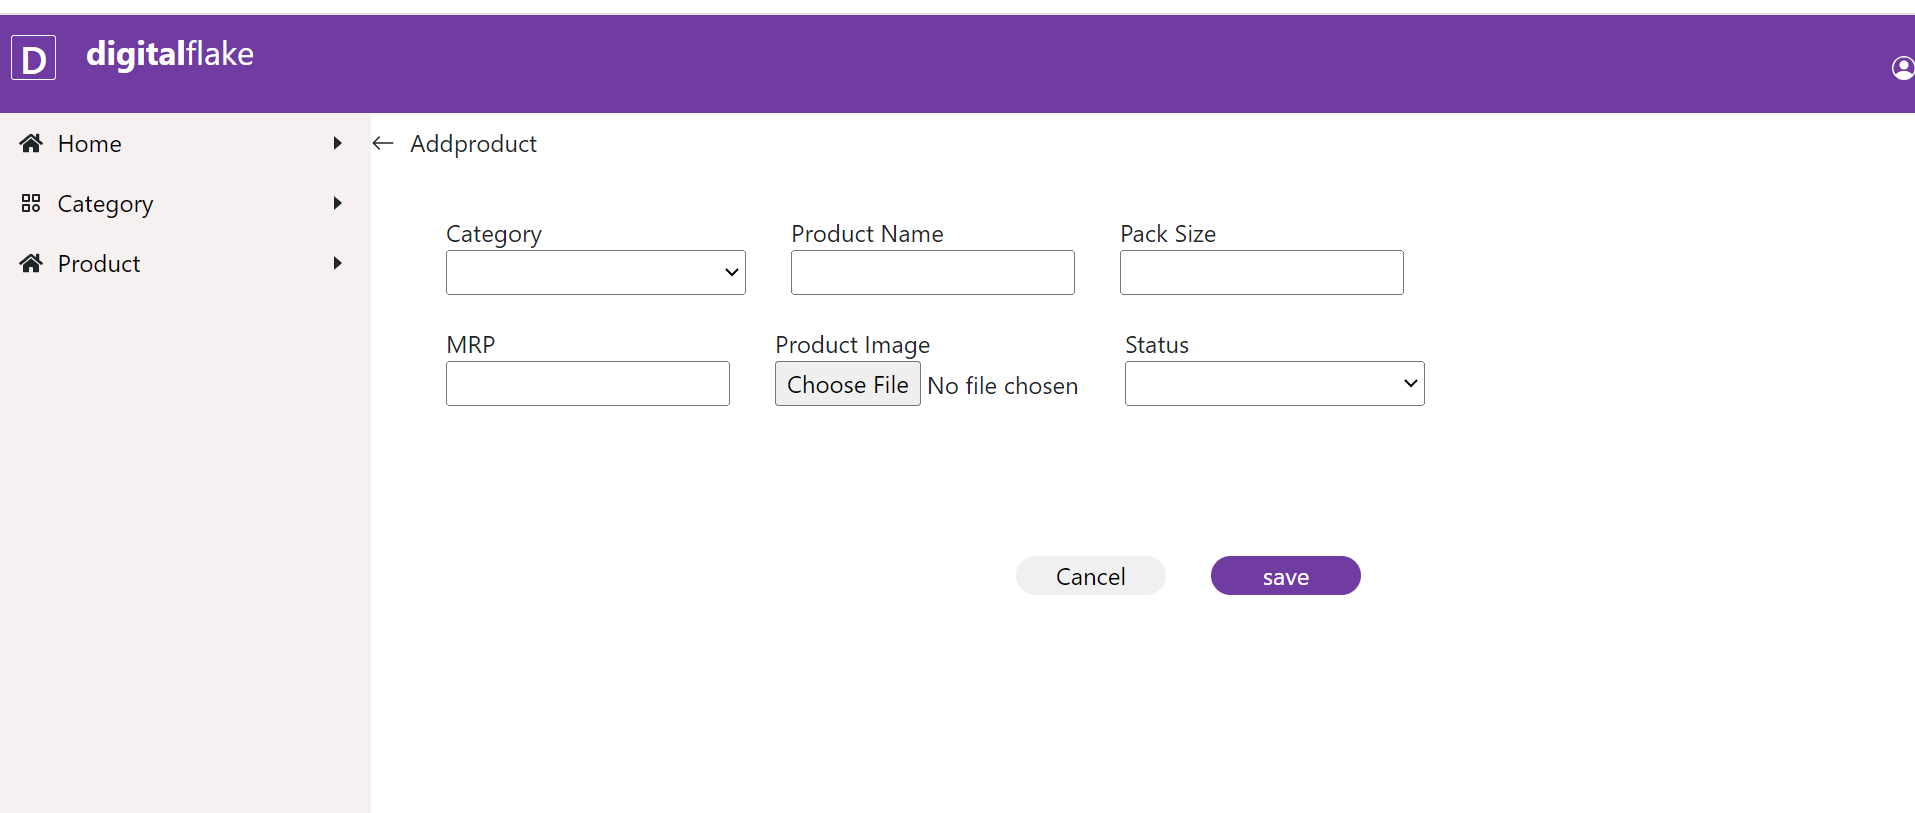 D digitalflake
Home
Category
Product
Addproduct
Category Product Name Pack Size
MRP Product Image Status
Choose File No file chosen
Cancel save